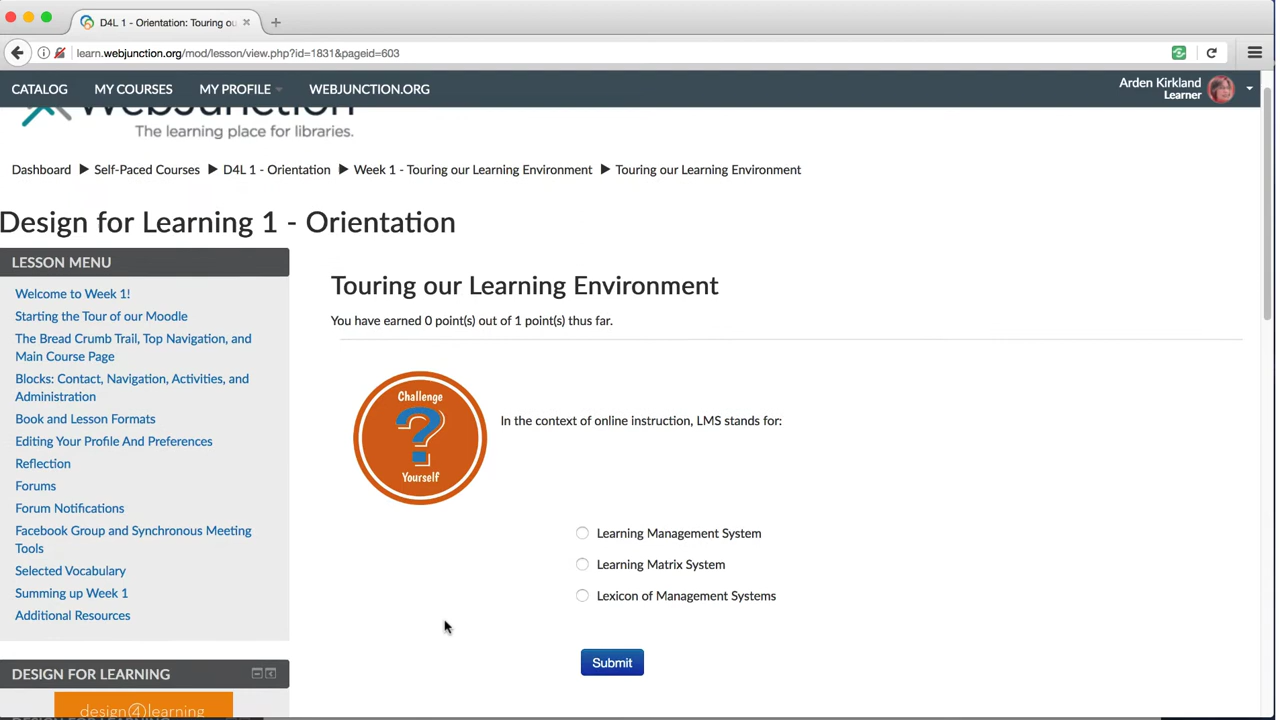 D4L 1 - Orientation: Touring ou
learn.webjunction.org/mod/lesson/view.php?id=1831&pageid=603
CATALOG MY COURSES MY PROFILE WEBJUNCTION.ORG Arden Kirkland
Learner
WebJunction
The learning place for libraries.
Dashboard Self-Paced Courses D4L 1 - Orientation Week 1 - Touring our Learning Environment Touring our Learning Environment
Design for Learning 1 - Orientation
LESSON MENU
Welcome to Week 1!
Starting the Tour of our Moodle
The Bread Crumb Trail, Top Navigation, and
Main Course Page
Blocks: Contact, Navigation, Activities, and
Administration
Book and Lesson Formats
Editing Your Profile And Preferences
Reflection
Forums
Forum Notifications
Facebook Group and Synchronous Meeting
Tools
Selected Vocabulary
Summing up Week 1
Additional Resources
DESIGN FOR LEARNING
design4learning
Touring our Learning Environment
You have earned 0 point(s) out of 1 point(s) thus far.
Challenge
?
Yourself
In the context of online instruction, LMS stands for:
Learning Management System
Learning Matrix System
Lexicon of Management Systems
Submit